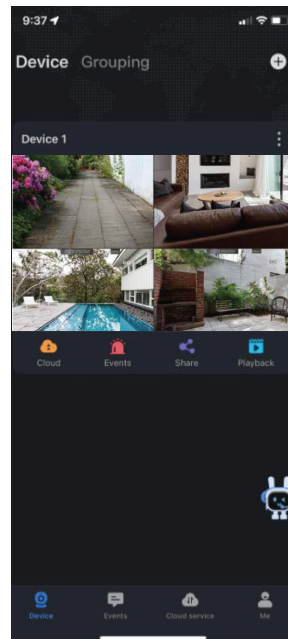 9:37
Device Grouping
Device 1
Cloud Events Share Playback
Device Events Cloud service Me